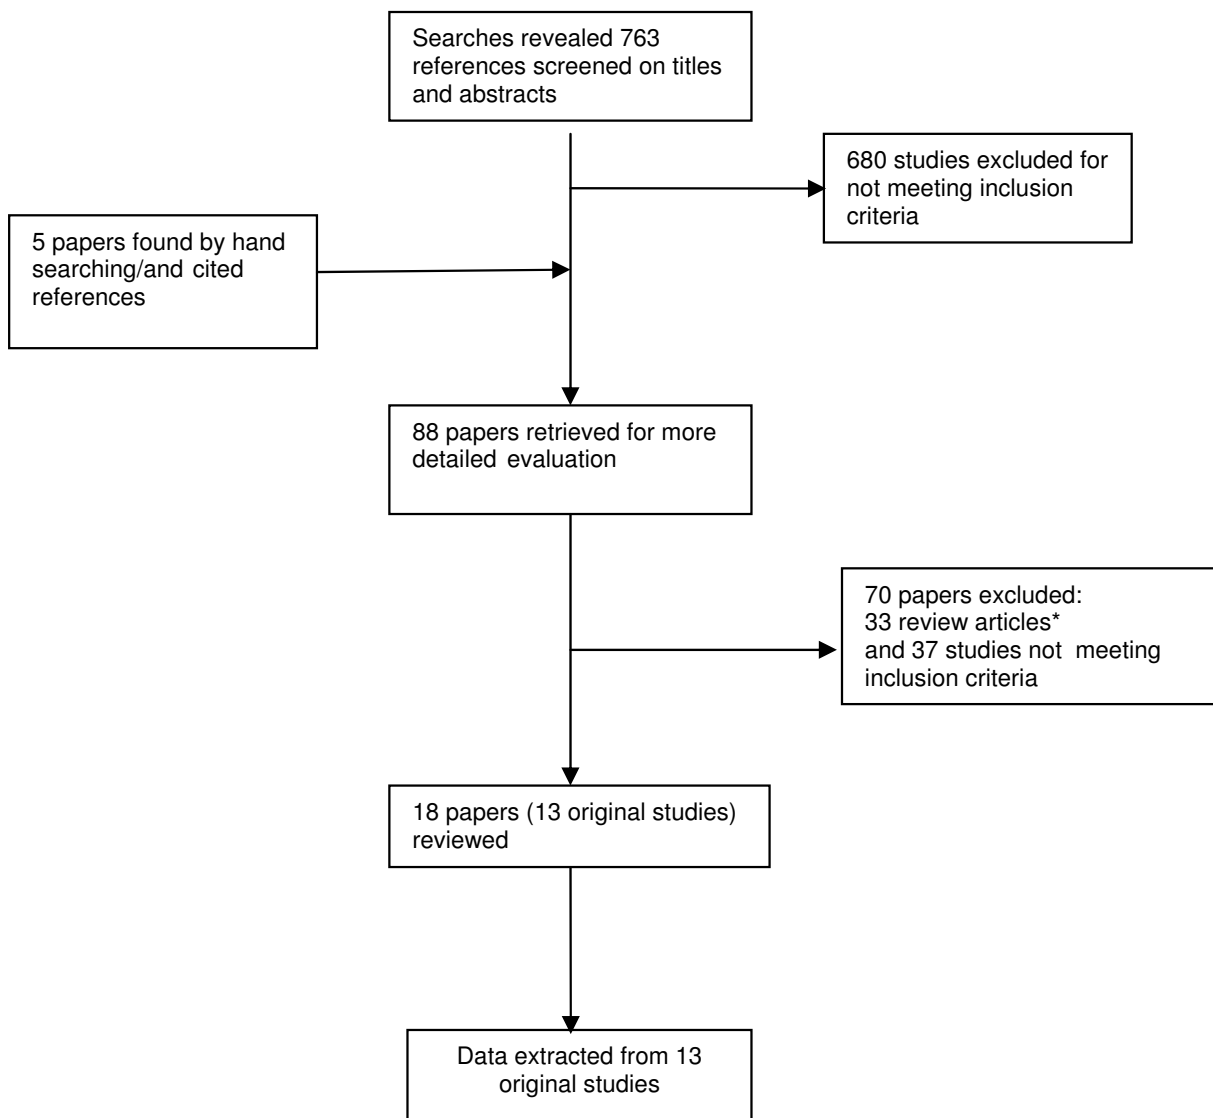 Searches revealed 763
references screened on titles
and abstracts
680 studies excluded for
not meeting inclusion
criteria
5 papers found by hand
searching/and cited
references
88 papers retrieved for more
detailed evaluation
70 papers excluded:
33 review articles*
and 37 studies not meeting
inclusion criteria
18 papers (13 original studies)
reviewed
Data extracted from 13
original studies